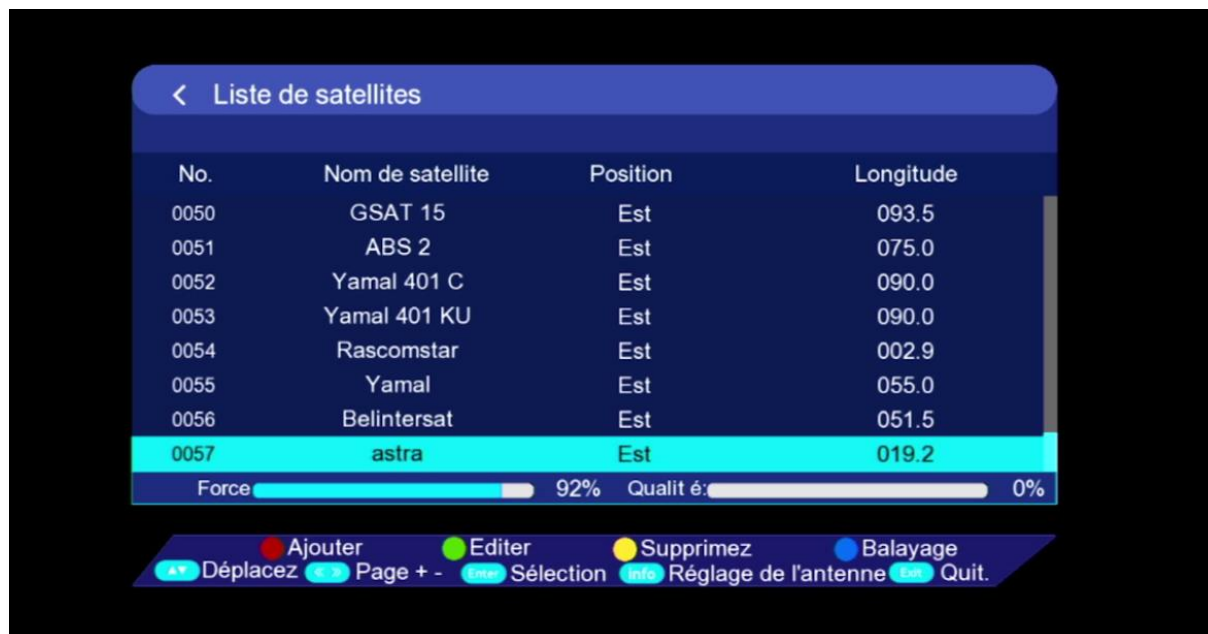 Liste de satellites
No. Nom de satellite Position Longitude
0050 GSAT 15 Est 093.5
0051 ABS 2 Est 075.0
0052 Yamal 401 C Est 090.0
0053 Yamal 401 KU Est 090.0
0054 Rascomstar Est 002.9
0055 Yamal Est 055.0
0056 Belintersat Est 051.5
0057 astra Est 019.2
Force 92% Qualit é: 0%
Ajouter Editer Supprimez Balayage
Déplacez Page + - Enter Sélection Info Réglage de l'antenne Exit Quit.